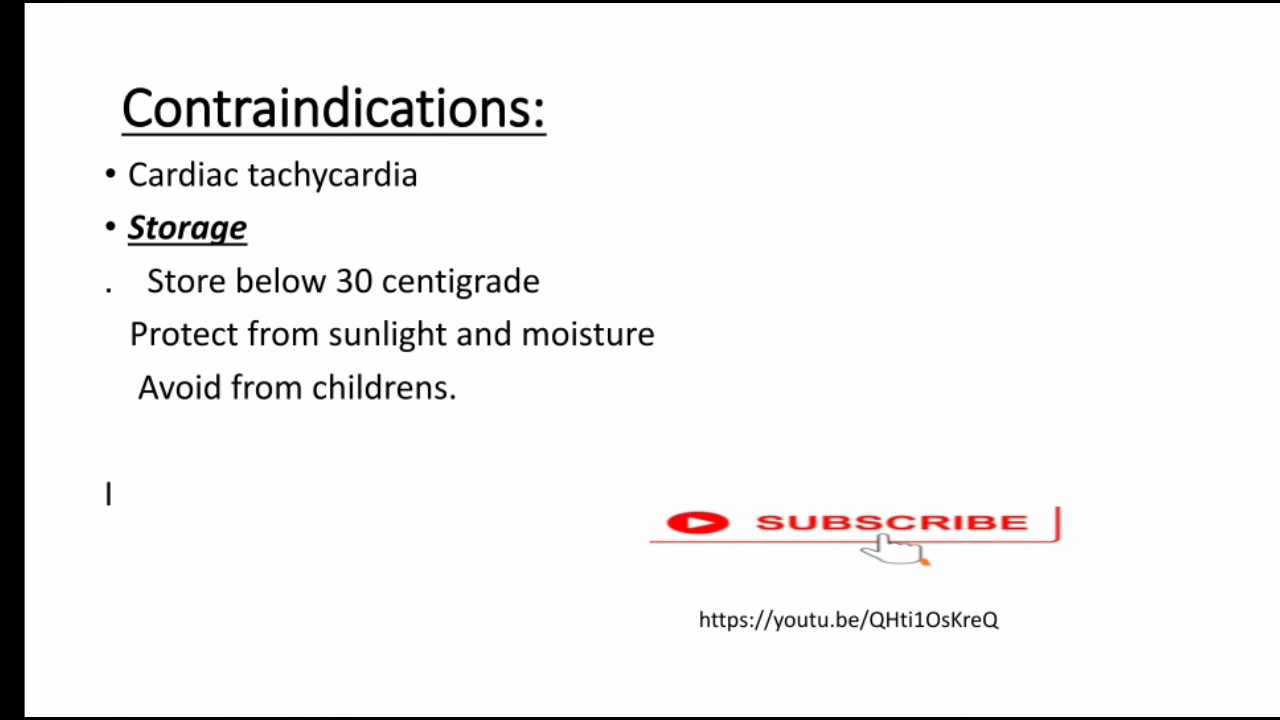 Contraindications:
• Cardiac tachycardia
• Storage
. Store below 30 centigrade
Protect from sunlight and moisture
Avoid from childrens.
I
SUBSCRIBE
https://youtu.be/QHti1OsKreQ